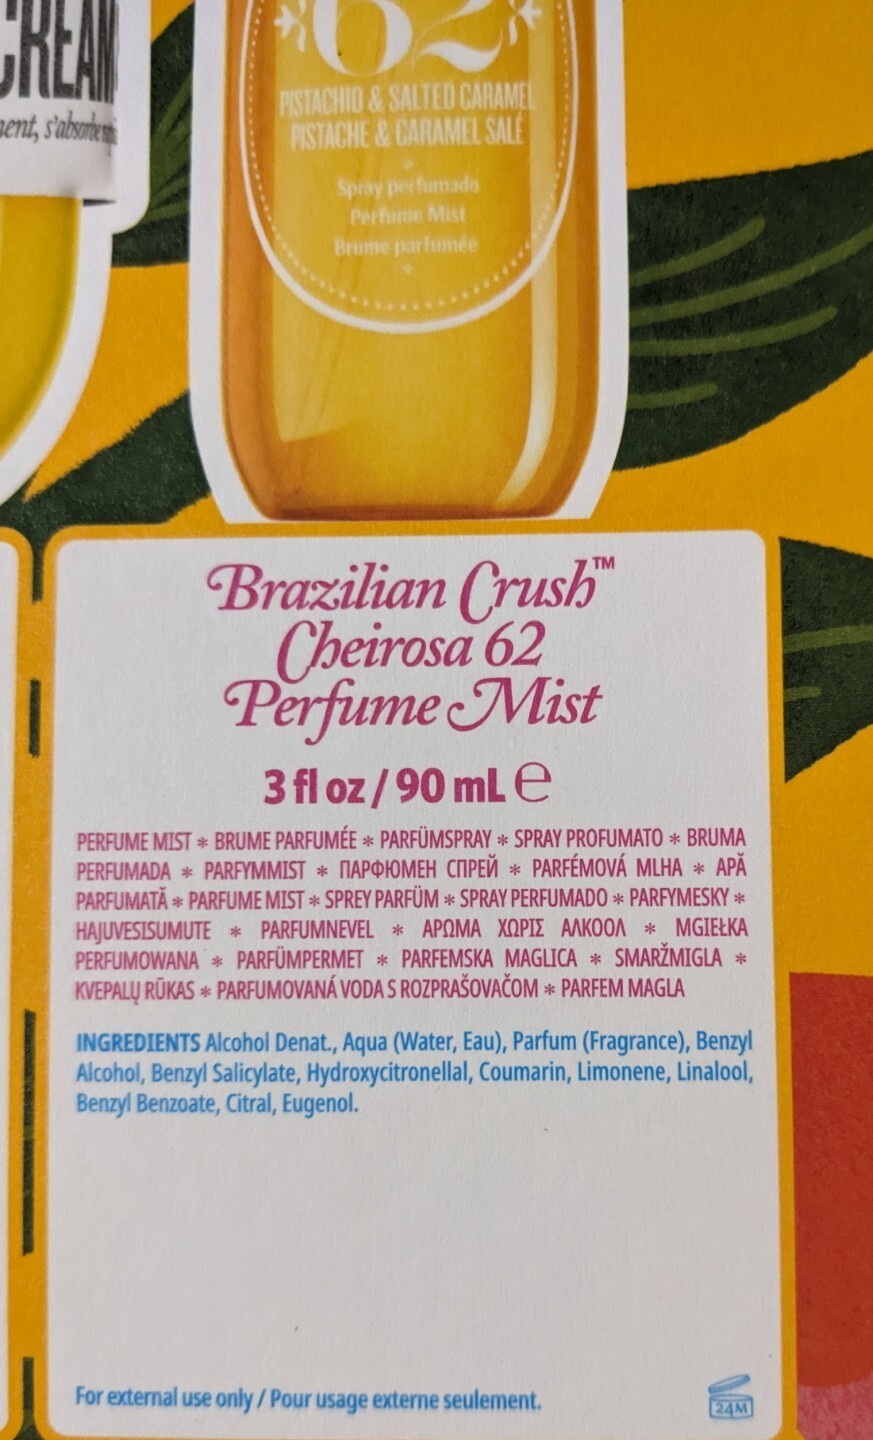 CREAM
62
PISTACHIO & SALTED CARAMEL
PISTACHE & CARAMEL SALÉ
Spray perfumado
Perfume Mist
Brume parfumée
Brazilian Crush™
Cheirosa 62
Perfume Mist
3 fl oz / 90 mL ℮
PERFUME MIST * BRUME PARFUMÉE * PARFÜMSPRAY * SPRAY PROFUMATO * BRUMA
PERFUMADA * PARFYMMIST * ПАРФЮМЕН СПРЕЙ * PARFÉMOVÁ MLHA * APĂ
PARFUMATĂ * PARFUME MIST * SPREY PARFÜM * SPRAY PERFUMADO * PARFYMESKY *
HAJUVESISUMUTE * PARFUMNEVEL * ΑΡΩΜΑ ΧΩΡΙΣ ΑΛΚΟΟΛ * MGIEŁKA
PERFUMOWANA * PARFÜMPERMET * PARFEMSKA MAGLICA * SMARŽMIGLA *
KVEPALŲ RŪKAS * PARFUMOVANÁ VODA S ROZPRAŠOVAČOM * PARFEM MAGLA
INGREDIENTS Alcohol Denat., Aqua (Water, Eau), Parfum (Fragrance), Benzyl
Alcohol, Benzyl Salicylate, Hydroxycitronellal, Coumarin, Limonene, Linalool,
Benzyl Benzoate, Citral, Eugenol.
For external use only / Pour usage externe seulement.
24M